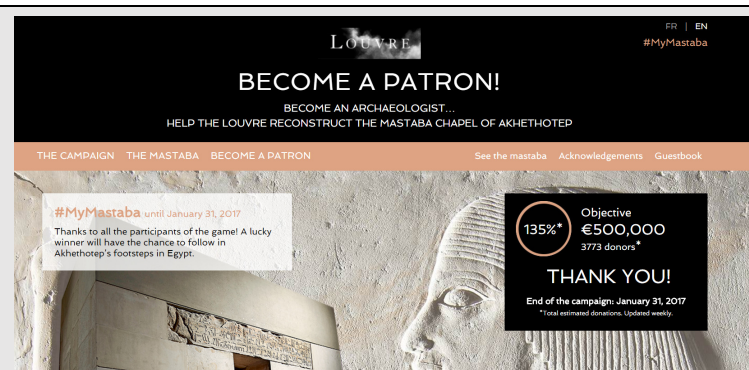 FR | EN
LOUVRE
#MyMastaba
BECOME A PATRON!
BECOME AN ARCHAEOLOGIST...
HELP THE LOUVRE RECONSTRUCT THE MASTABA CHAPEL OF AKHETHOTEP
THE CAMPAIGN THE MASTABA BECOME A PATRON See the mastaba Acknowledgements Guestbook
#MyMastaba until January 31, 2017
Thanks to all the participants of the game! A lucky
winner will have the chance to follow in
Akhethotep's footsteps in Egypt.
135%*
Objective
€500,000
3773 donors*
THANK YOU!
End of the campaign: January 31, 2017
*Total estimated donations. Updated weekly.